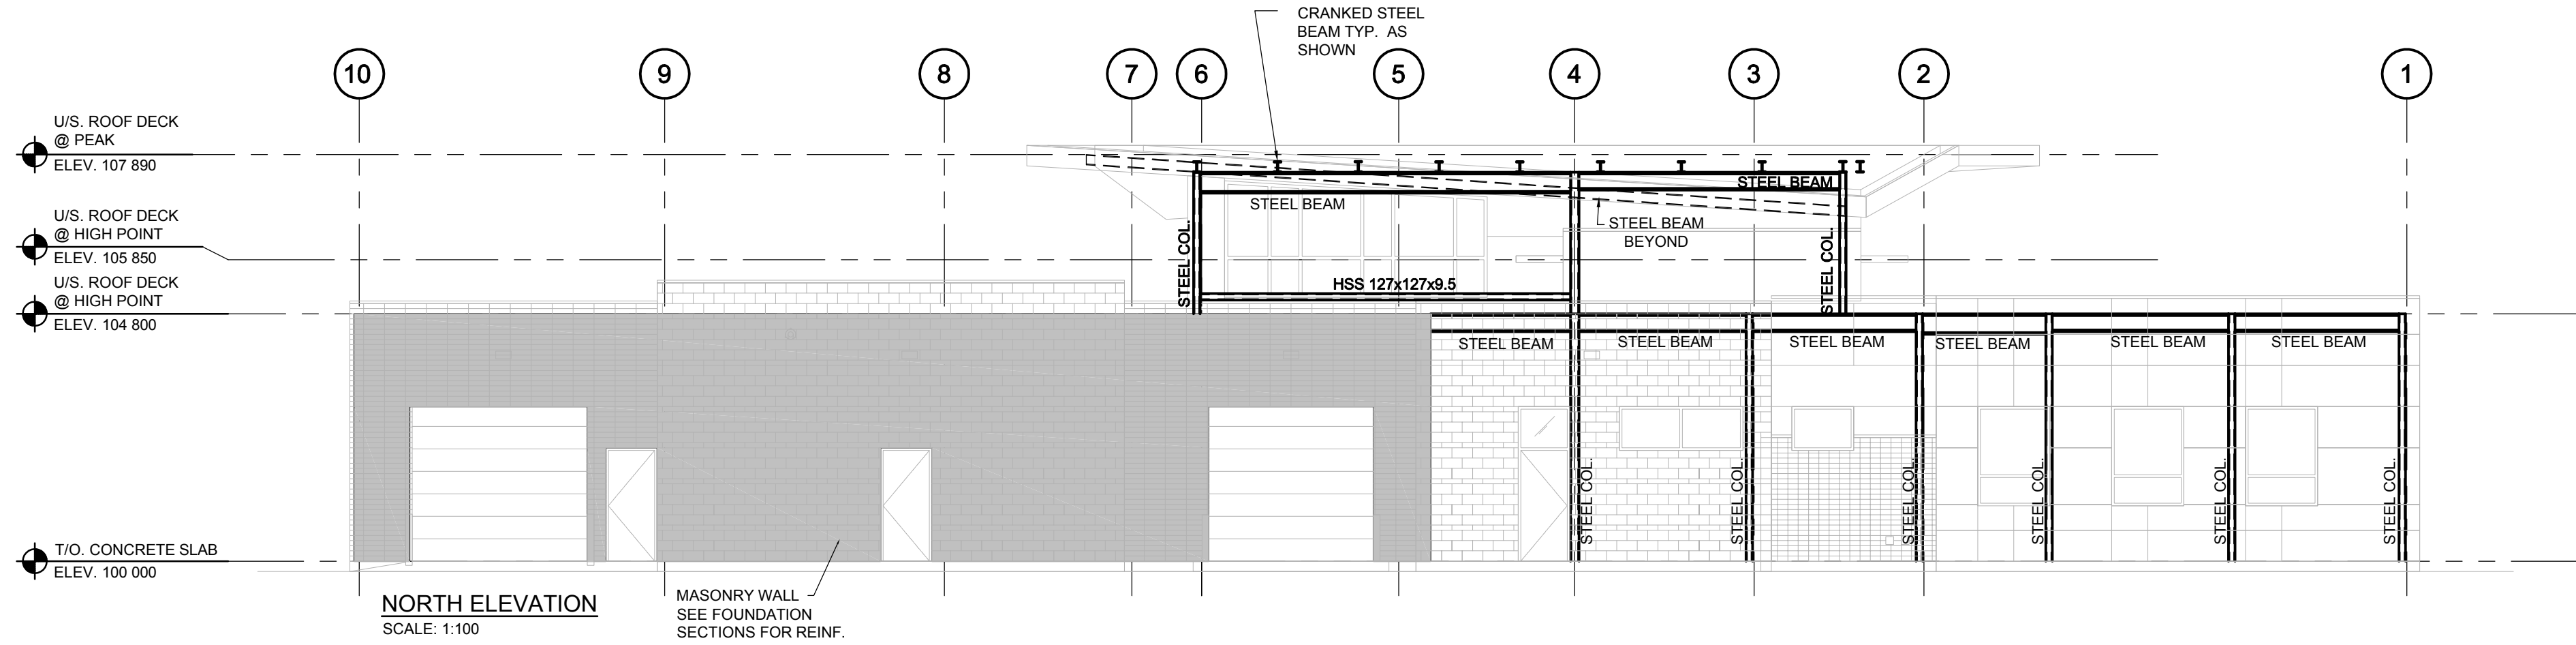 CRANKED STEEL
BEAM TYP.  AS
SHOWN
10 9 8 7 6 5 4 3 2 1
U/S. ROOF DECK
@ PEAK
ELEV. 107 890
U/S. ROOF DECK
@ HIGH POINT
ELEV. 105 850
U/S. ROOF DECK
@ HIGH POINT
ELEV. 104 800
T/O. CONCRETE SLAB
ELEV. 100 000
STEEL BEAM
STEEL BEAM
STEEL BEAM
BEYOND
STEEL COL.
STEEL COL.
HSS 127x127x9.5
STEEL BEAM STEEL BEAM STEEL BEAM STEEL BEAM STEEL BEAM STEEL BEAM
STEEL COL.
STEEL COL.
STEEL COL.
STEEL COL.
STEEL COL.
STEEL COL.
NORTH ELEVATION
SCALE: 1:100
MASONRY WALL
SEE FOUNDATION
SECTIONS FOR REINF.